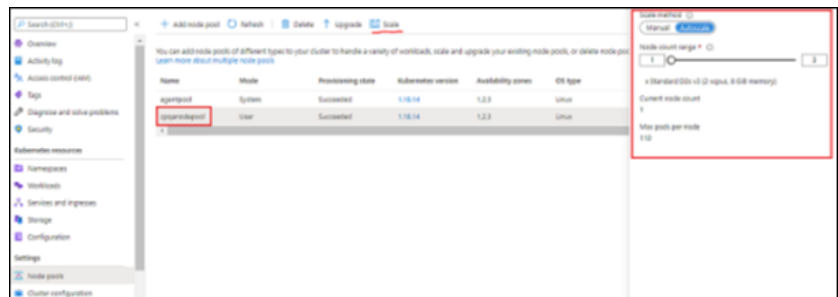 Search (Ctrl+/)
«
Overview
Activity log
Access control (IAM)
Tags
Diagnose and solve problems
Security
Kubernetes resources
Namespaces
Workloads
Services and ingresses
Storage
Configuration
Settings
Node pools
Cluster configuration
+ Add node pool Refresh Delete Upgrade Scale
You can add node pools of different types to your cluster to handle a variety of workloads, scale and upgrade your existing node pools, or delete node poo
Learn more about multiple node pools
Name Mode Provisioning state Kubernetes version Availability zones OS type
agentpool System Succeeded 1.18.14 1,2,3 Linux
User Succeeded 1.18.14 1,2,3 Linux
Scale method
Manual Autoscale
Node count range *
1 3
x Standard D2s v3 (2 vcpus, 8 GiB memory)
Current node count
1
Max pods per node
110